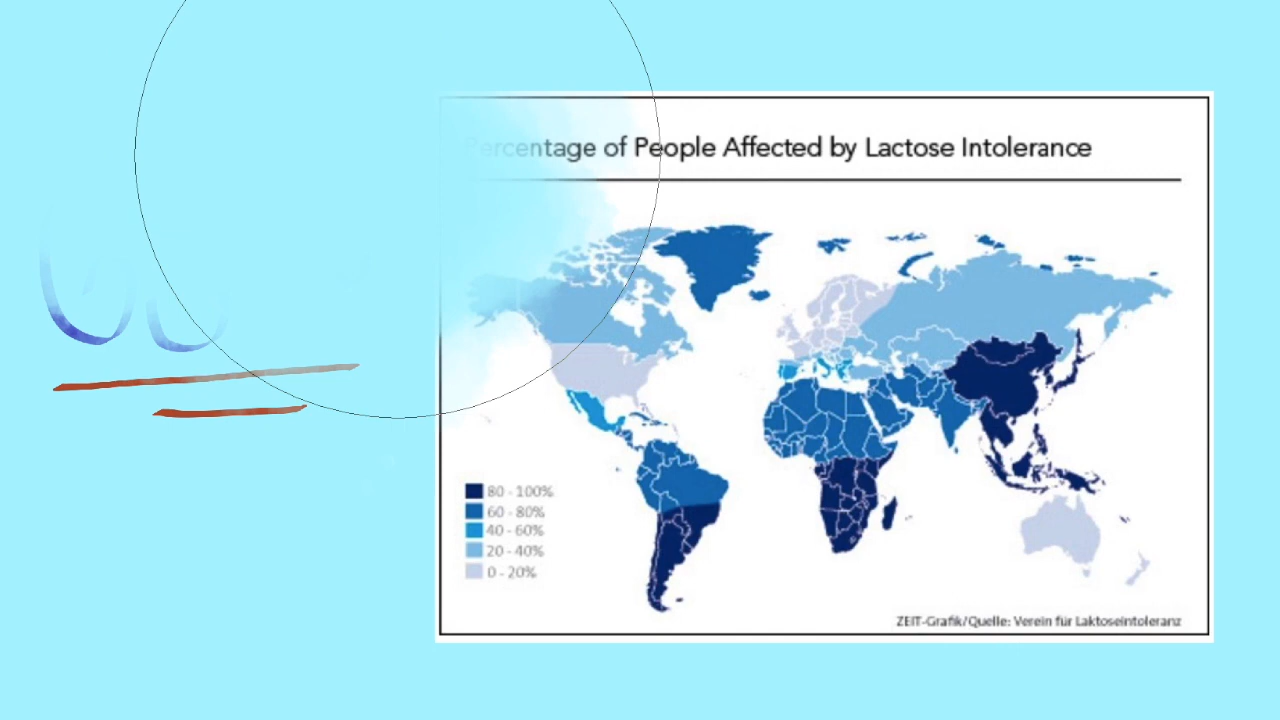 Percentage of People Affected by Lactose Intolerance
80 - 100%
60 - 80%
40 - 60%
20 - 40%
0 - 20%
ZEIT-Grafik/Quelle: Verein für Laktoseintoleranz